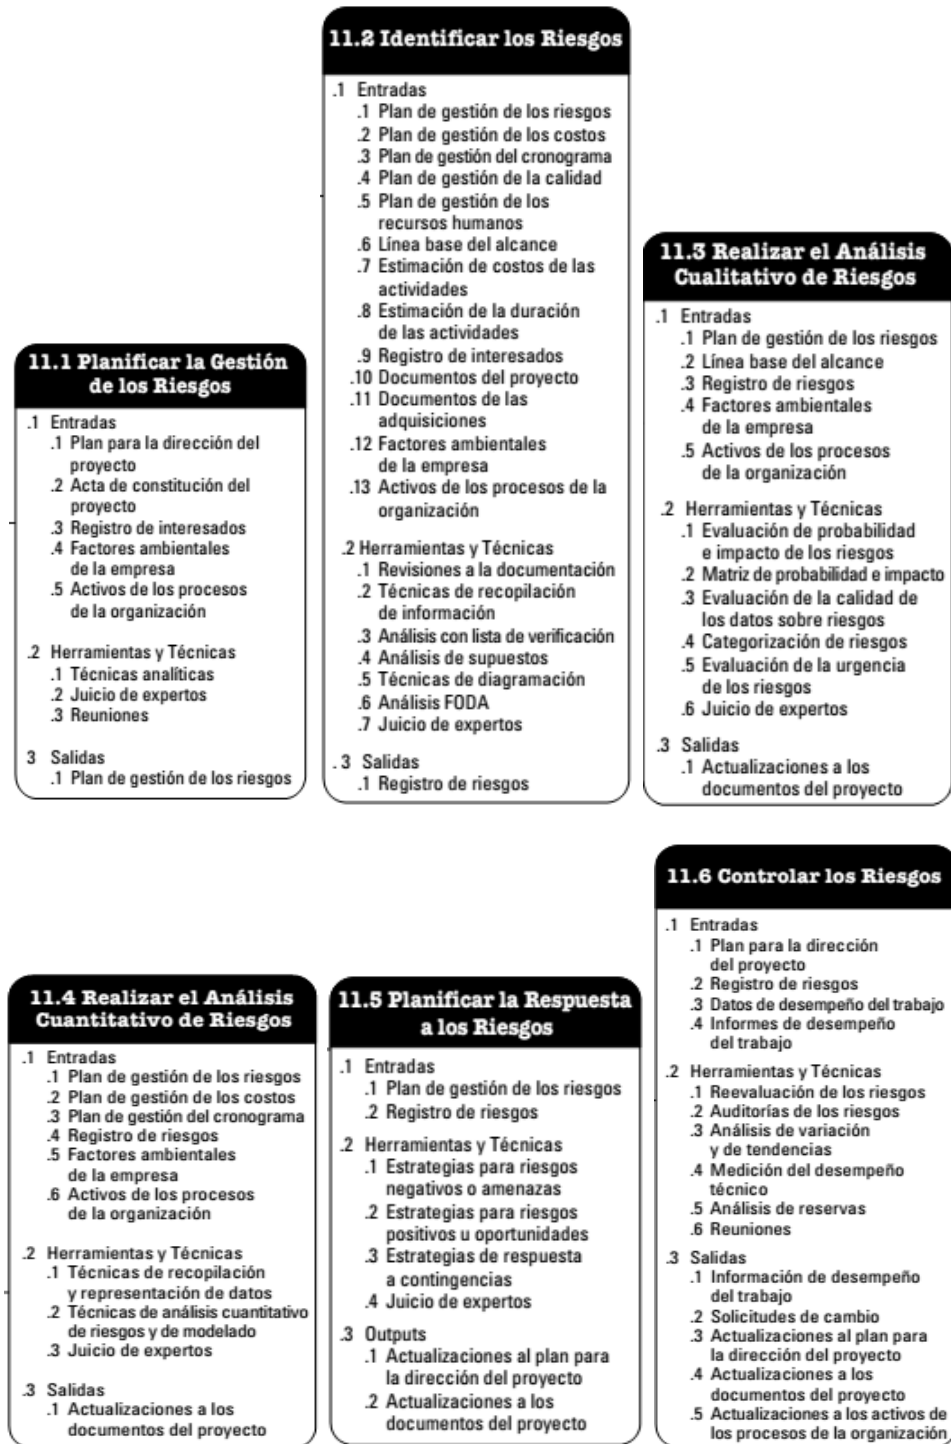 11.1 Planificar la Gestión
de los Riesgos
.1 Entradas
.1 Plan para la dirección del
proyecto
.2 Acta de constitución del
proyecto
.3 Registro de interesados
.4 Factores ambientales
de la empresa
.5 Activos de los procesos
de la organización
.2 Herramientas y Técnicas
.1 Técnicas analíticas
.2 Juicio de expertos
.3 Reuniones
3 Salidas
.1 Plan de gestión de los riesgos
11.2 Identificar los Riesgos
.1 Entradas
.1 Plan de gestión de los riesgos
.2 Plan de gestión de los costos
.3 Plan de gestión del cronograma
.4 Plan de gestión de la calidad
.5 Plan de gestión de los
recursos humanos
.6 Línea base del alcance
.7 Estimación de costos de las
actividades
.8 Estimación de la duración
de las actividades
.9 Registro de interesados
.10 Documentos del proyecto
.11 Documentos de las
adquisiciones
.12 Factores ambientales
de la empresa
.13 Activos de los procesos de la
organización
.2 Herramientas y Técnicas
.1 Revisiones a la documentación
.2 Técnicas de recopilación
de información
.3 Análisis con lista de verificación
.4 Análisis de supuestos
.5 Técnicas de diagramación
.6 Análisis FODA
.7 Juicio de expertos
. 3 Salidas
.1 Registro de riesgos
11.3 Realizar el Análisis
Cualitativo de Riesgos
.1 Entradas
.1 Plan de gestión de los riesgos
.2 Línea base del alcance
.3 Registro de riesgos
.4 Factores ambientales
de la empresa
.5 Activos de los procesos
de la organización
.2 Herramientas y Técnicas
.1 Evaluación de probabilidad
e impacto de los riesgos
.2 Matriz de probabilidad e impacto
.3 Evaluación de la calidad de
los datos sobre riesgos
.4 Categorización de riesgos
.5 Evaluación de la urgencia
de los riesgos
.6 Juicio de expertos
.3 Salidas
.1 Actualizaciones a los
documentos del proyecto
11.4 Realizar el Análisis
Cuantitativo de Riesgos
.1 Entradas
.1 Plan de gestión de los riesgos
.2 Plan de gestión de los costos
.3 Plan de gestión del cronograma
.4 Registro de riesgos
.5 Factores ambientales
de la empresa
.6 Activos de los procesos
de la organización
.2 Herramientas y Técnicas
.1 Técnicas de recopilación
y representación de datos
.2 Técnicas de análisis cuantitativo
de riesgos y de modelado
.3 Juicio de expertos
.3 Salidas
.1 Actualizaciones a los
documentos del proyecto
11.5 Planificar la Respuesta
a los Riesgos
.1 Entradas
.1 Plan de gestión de los riesgos
.2 Registro de riesgos
.2 Herramientas y Técnicas
.1 Estrategias para riesgos
negativos o amenazas
.2 Estrategias para riesgos
positivos u oportunidades
.3 Estrategias de respuesta
a contingencias
.4 Juicio de expertos
.3 Outputs
.1 Actualizaciones al plan para
la dirección del proyecto
.2 Actualizaciones a los
documentos del proyecto
11.6 Controlar los Riesgos
.1 Entradas
.1 Plan para la dirección
del proyecto
.2 Registro de riesgos
.3 Datos de desempeño del trabajo
.4 Informes de desempeño
del trabajo
.2 Herramientas y Técnicas
.1 Reevaluación de los riesgos
.2 Auditorías de los riesgos
.3 Análisis de variación
y de tendencias
.4 Medición del desempeño
técnico
.5 Análisis de reservas
.6 Reuniones
.3 Salidas
.1 Información de desempeño
del trabajo
.2 Solicitudes de cambio
.3 Actualizaciones al plan para
la dirección del proyecto
.4 Actualizaciones a los
documentos del proyecto
.5 Actualizaciones a los activos de
los procesos de la organización